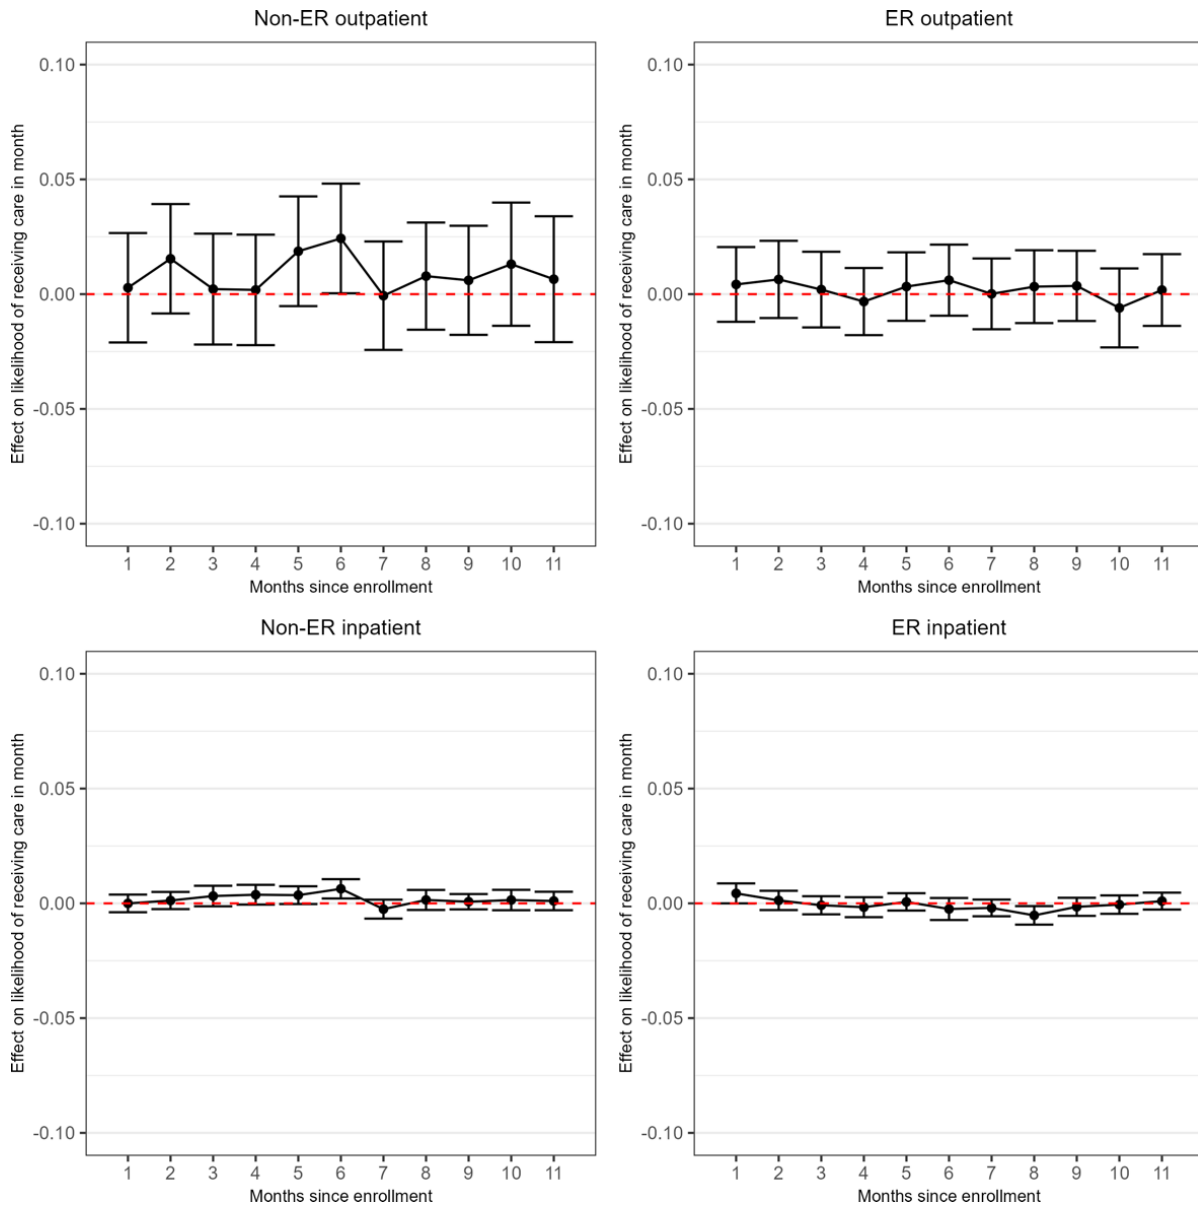 Non-ER outpatient
Effect on likelihood of receiving care in month
0.10
0.05
0.00
-0.05
-0.10
1 2 3 4 5 6 7 8 9 10 11
Months since enrollment
ER outpatient
Effect on likelihood of receiving care in month
0.10
0.05
0.00
-0.05
-0.10
1 2 3 4 5 6 7 8 9 10 11
Months since enrollment
Non-ER inpatient
Effect on likelihood of receiving care in month
0.10
0.05
0.00
-0.05
-0.10
1 2 3 4 5 6 7 8 9 10 11
Months since enrollment
ER inpatient
Effect on likelihood of receiving care in month
0.10
0.05
0.00
-0.05
-0.10
1 2 3 4 5 6 7 8 9 10 11
Months since enrollment